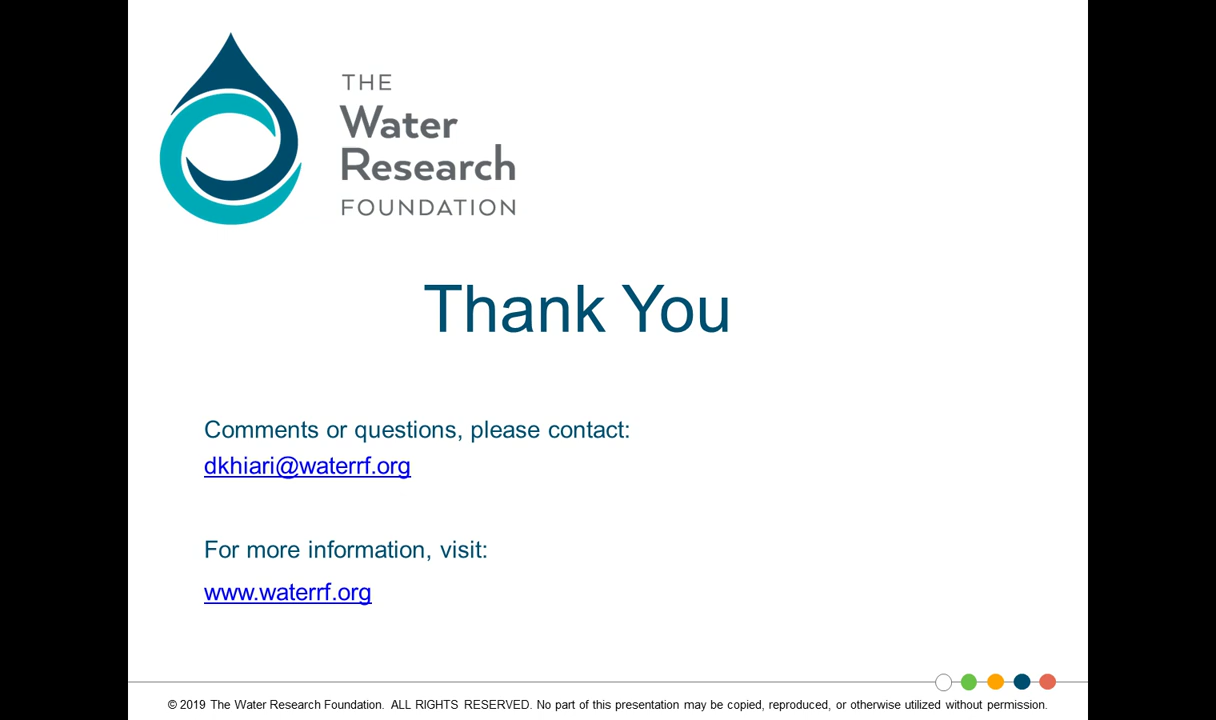 THE
Water
Research
FOUNDATION
Thank You
Comments or questions, please contact:
dkhiari@waterrf.org
For more information, visit:
www.waterrf.org
© 2019 The Water Research Foundation. ALL RIGHTS RESERVED. No part of this presentation may be copied, reproduced, or otherwise utilized without permission.